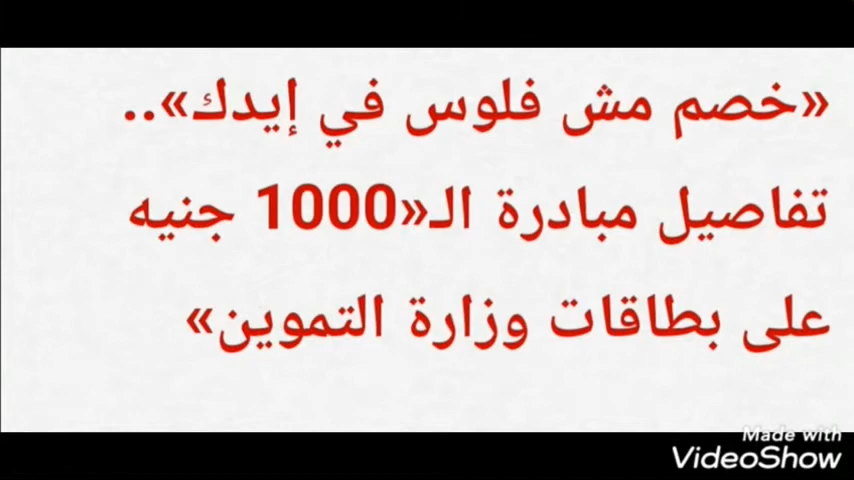 «خصم مش فلوس في إيدك»..
تفاصيل مبادرة الـ«1000 جنيه
على بطاقات وزارة التموين»
Made with
VideoShow